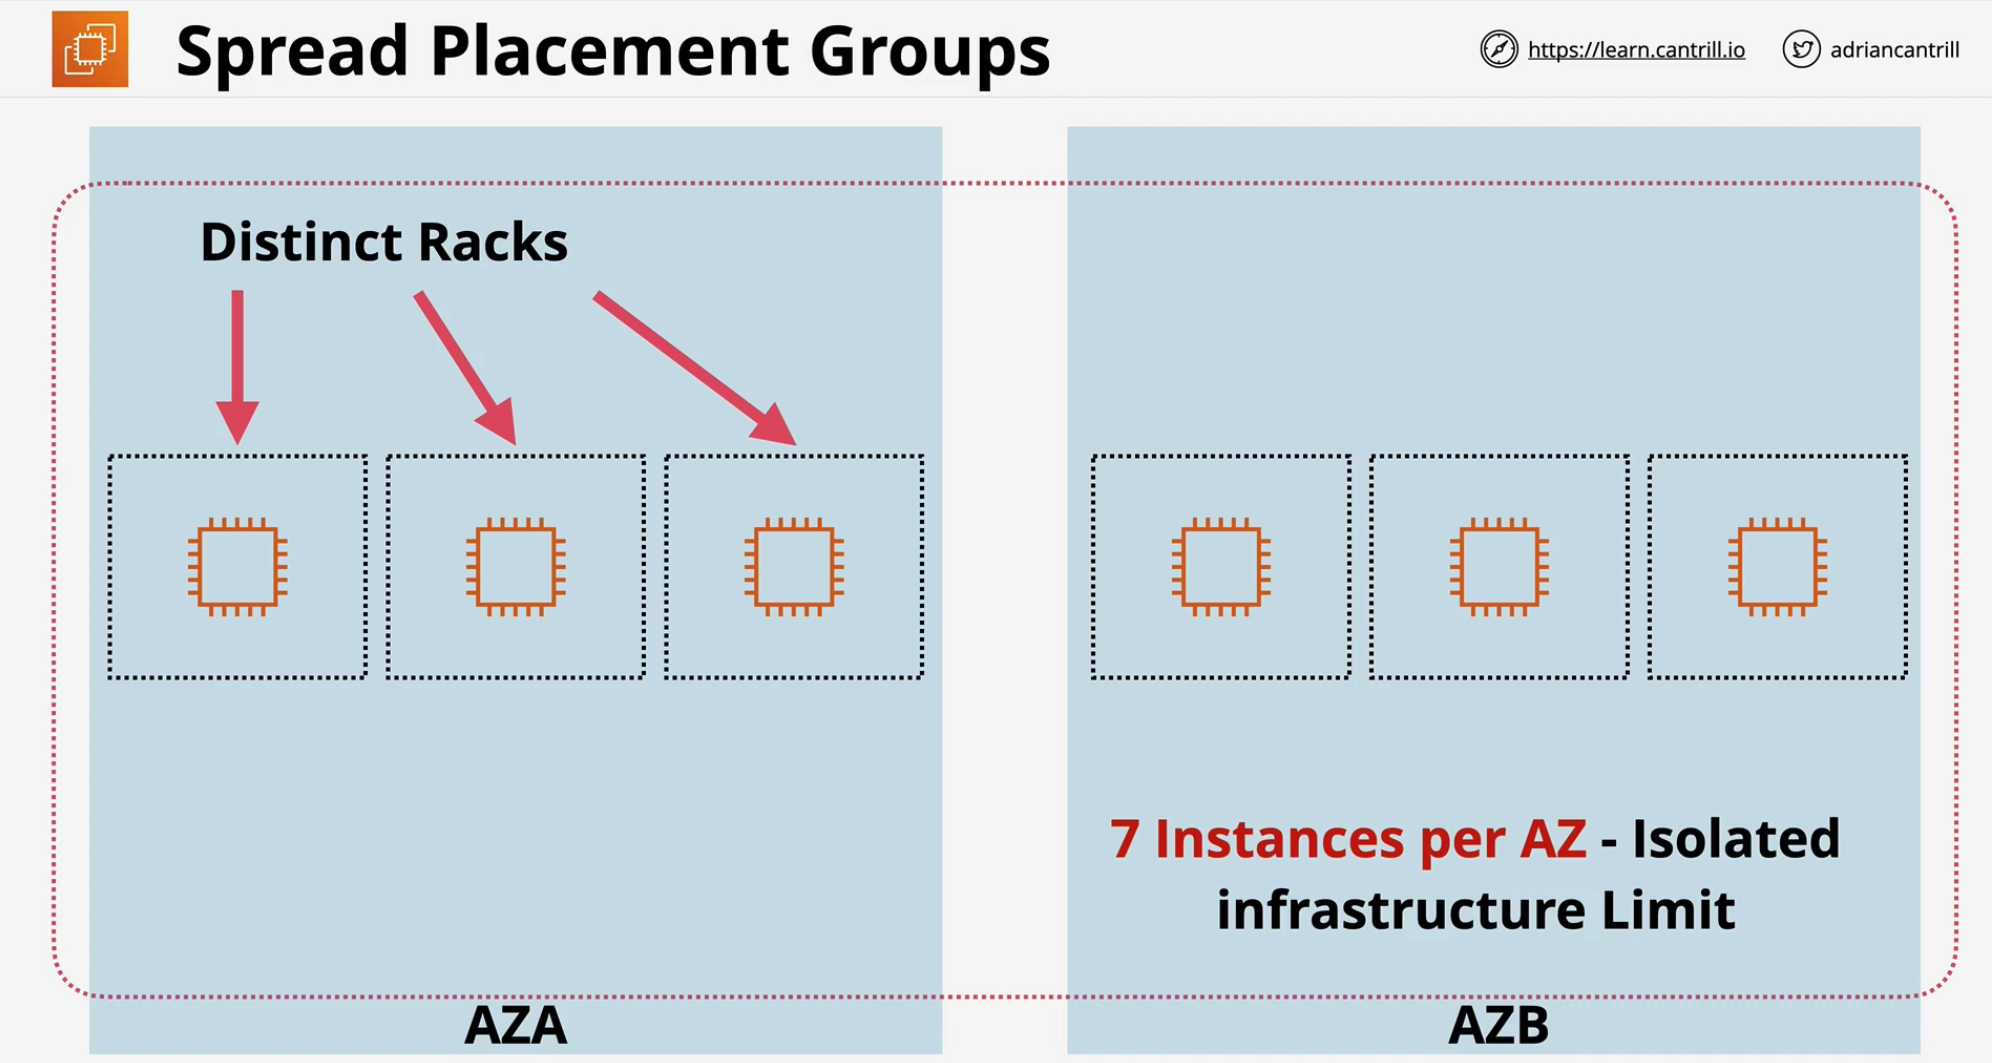 Spread Placement Groups
https://learn.cantrill.io
adriancantrill
Distinct Racks
7 Instances per AZ - Isolated
infrastructure Limit
AZA
AZB